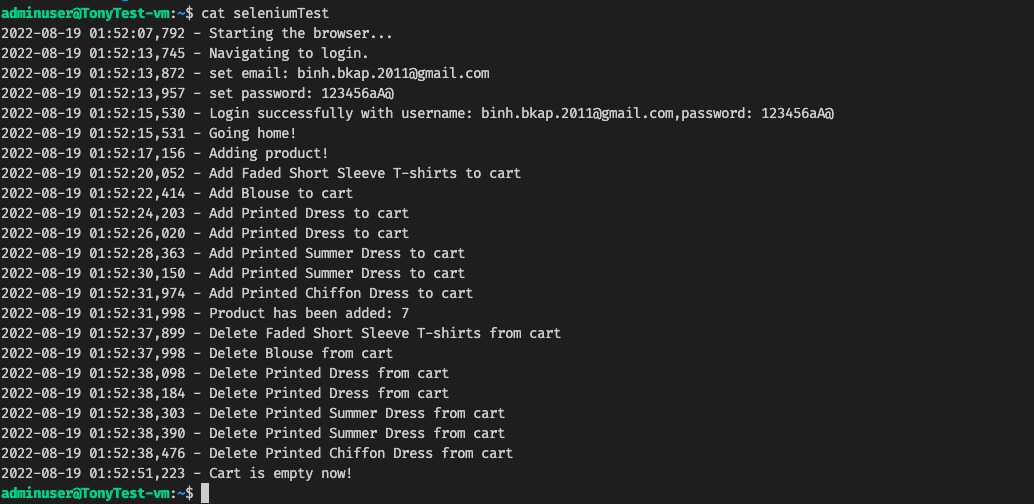 adminuser@TonyTest-vm:~$ cat seleniumTest
2022-08-19 01:52:07,792 - Starting the browser...
2022-08-19 01:52:13,745 - Navigating to login.
2022-08-19 01:52:13,872 - set email: binh.bkap.2011@gmail.com
2022-08-19 01:52:13,957 - set password: 123456aA@
2022-08-19 01:52:15,530 - Login successfully with username: binh.bkap.2011@gmail.com,password: 123456aA@
2022-08-19 01:52:15,531 - Going home!
2022-08-19 01:52:17,156 - Adding product!
2022-08-19 01:52:20,052 - Add Faded Short Sleeve T-shirts to cart
2022-08-19 01:52:22,414 - Add Blouse to cart
2022-08-19 01:52:24,203 - Add Printed Dress to cart
2022-08-19 01:52:26,020 - Add Printed Dress to cart
2022-08-19 01:52:28,363 - Add Printed Summer Dress to cart
2022-08-19 01:52:30,150 - Add Printed Summer Dress to cart
2022-08-19 01:52:31,974 - Add Printed Chiffon Dress to cart
2022-08-19 01:52:31,998 - Product has been added: 7
2022-08-19 01:52:37,899 - Delete Faded Short Sleeve T-shirts from cart
2022-08-19 01:52:37,998 - Delete Blouse from cart
2022-08-19 01:52:38,098 - Delete Printed Dress from cart
2022-08-19 01:52:38,184 - Delete Printed Dress from cart
2022-08-19 01:52:38,303 - Delete Printed Summer Dress from cart
2022-08-19 01:52:38,390 - Delete Printed Summer Dress from cart
2022-08-19 01:52:38,476 - Delete Printed Chiffon Dress from cart
2022-08-19 01:52:51,223 - Cart is empty now!
adminuser@TonyTest-vm:~$